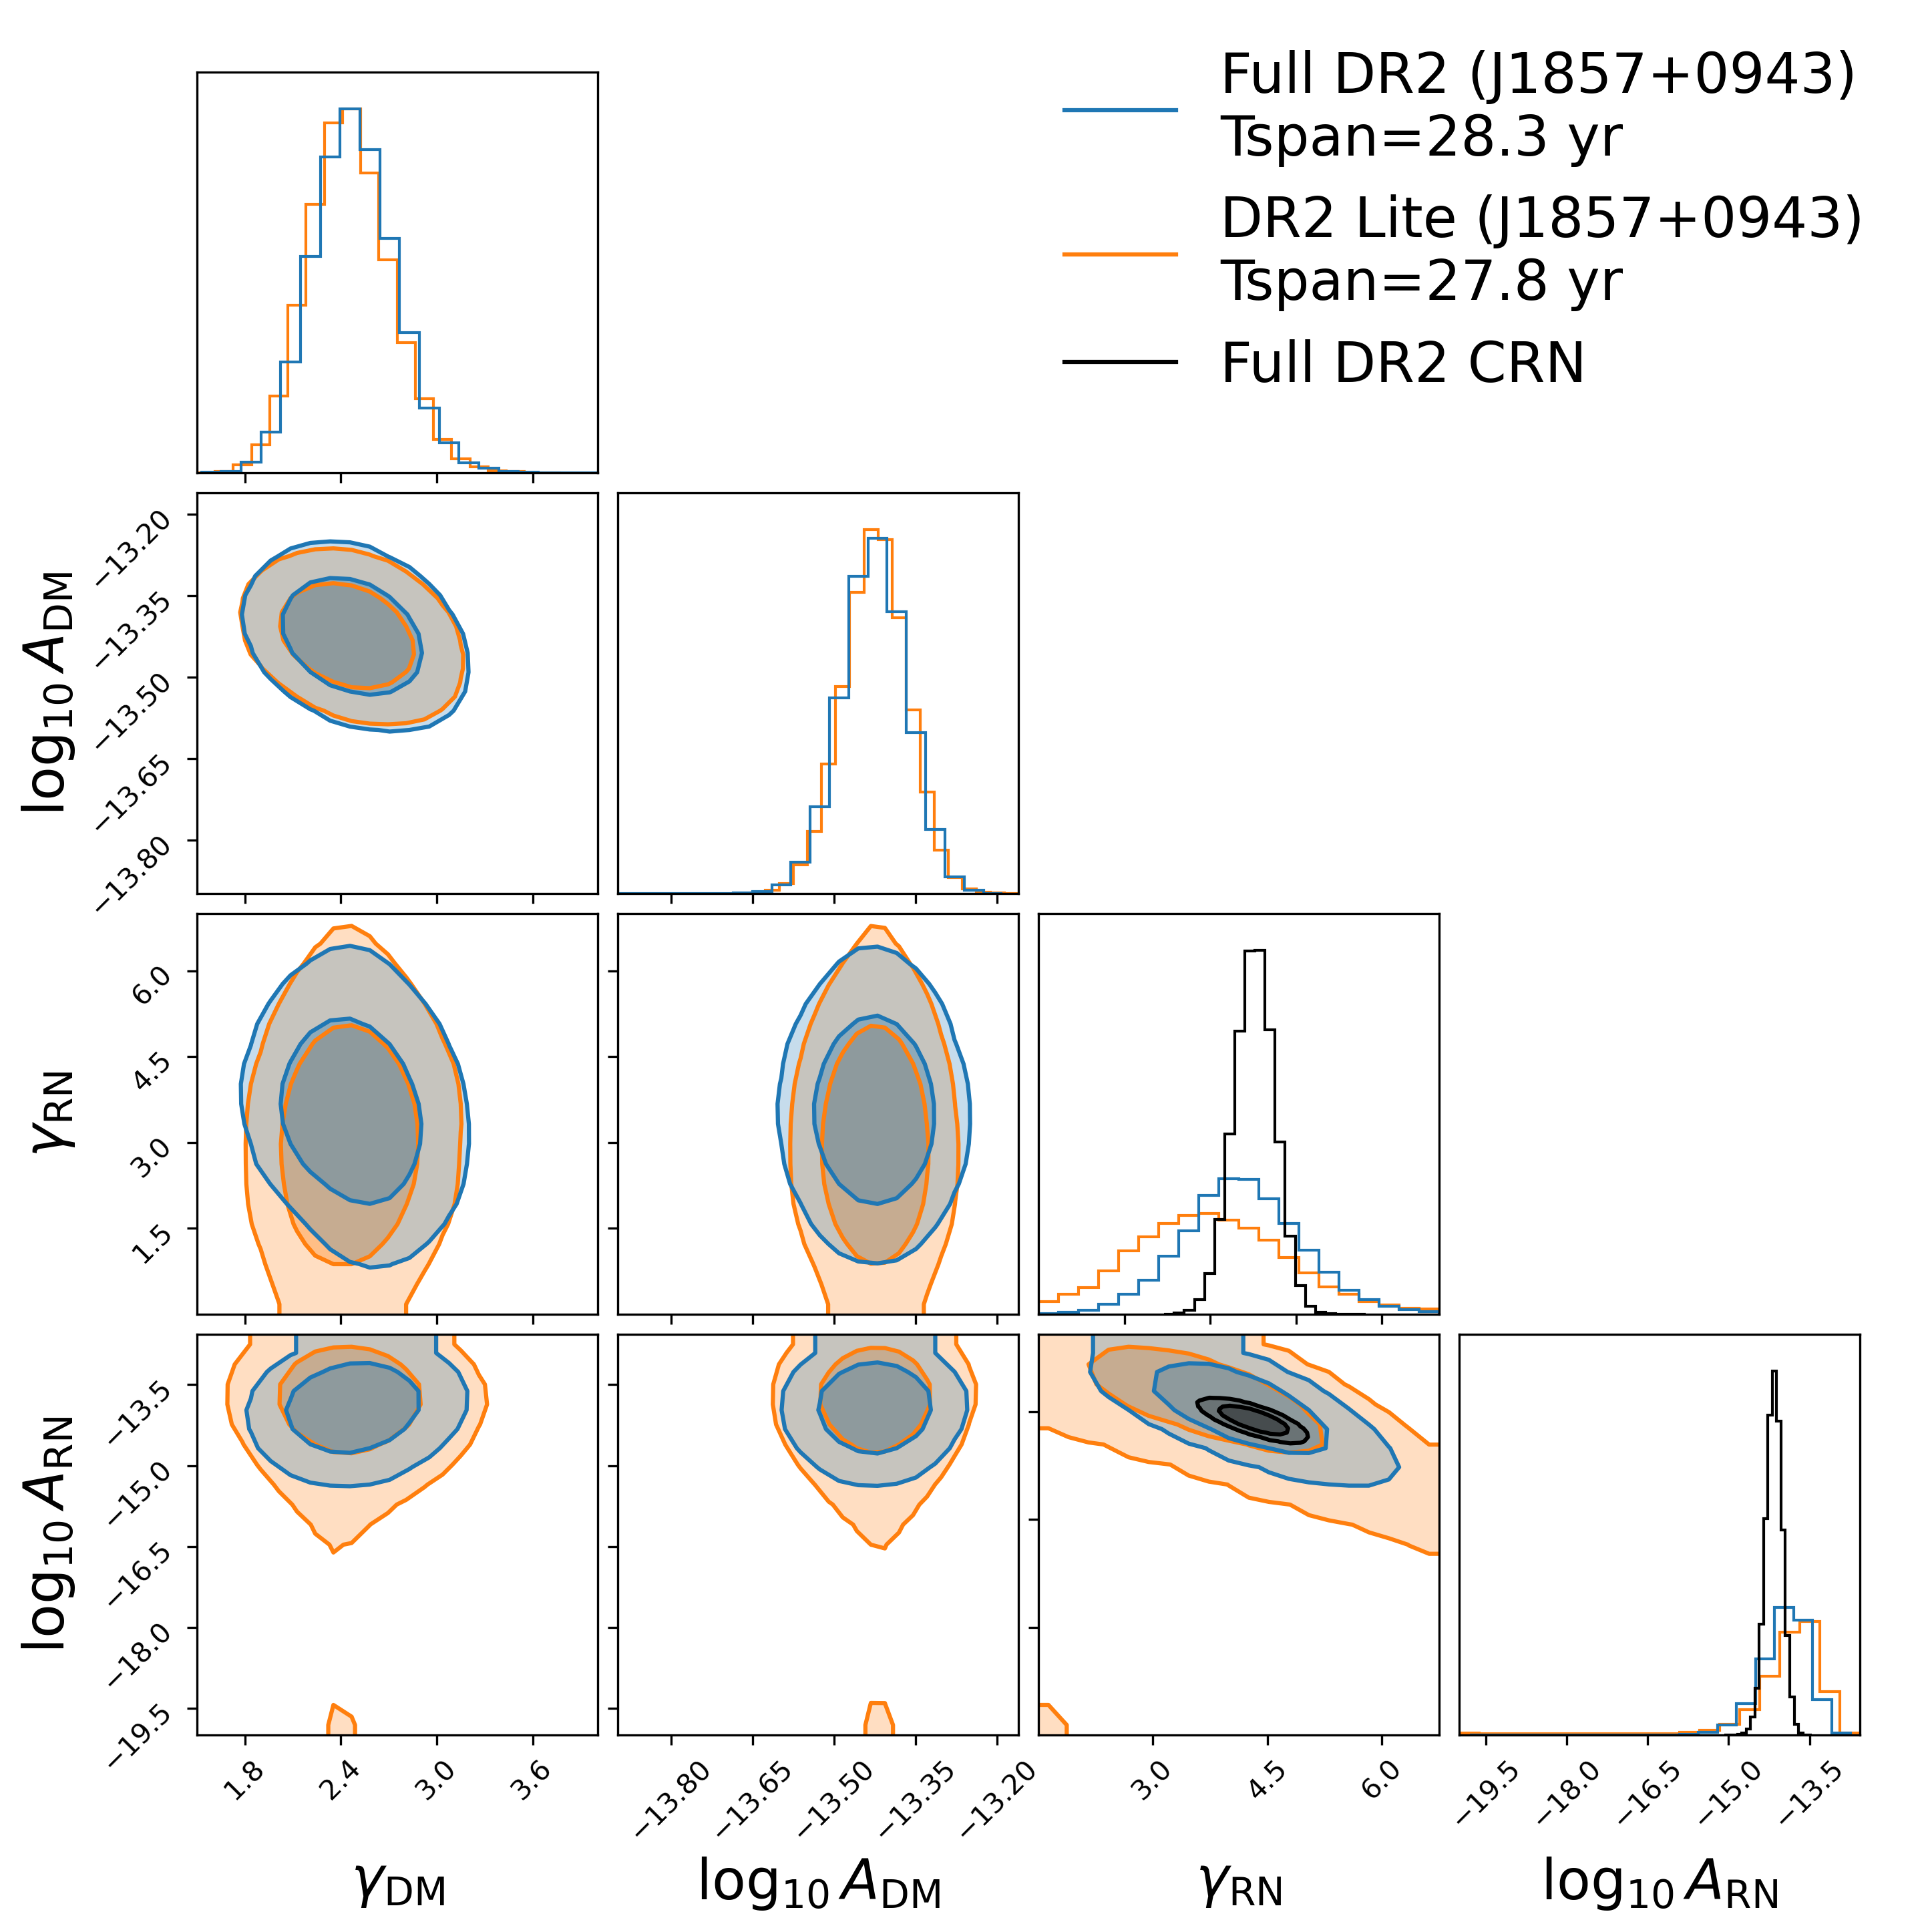 Full DR2 (J1857+0943)
Tspan=28.3 yr
DR2 Lite (J1857+0943)
Tspan=27.8 yr
Full DR2 CRN
log₁₀ A_DM
−13.20
−13.35
−13.50
−13.65
−13.80
γ_RN
6.0
4.5
3.0
1.5
log₁₀ A_RN
−13.5
−15.0
−16.5
−18.0
−19.5
1.8 2.4 3.0 3.6
−13.80 −13.65 −13.50 −13.35 −13.20
3.0 4.5 6.0
−19.5 −18.0 −16.5 −15.0 −13.5
γ_DM
log₁₀ A_DM
γ_RN
log₁₀ A_RN